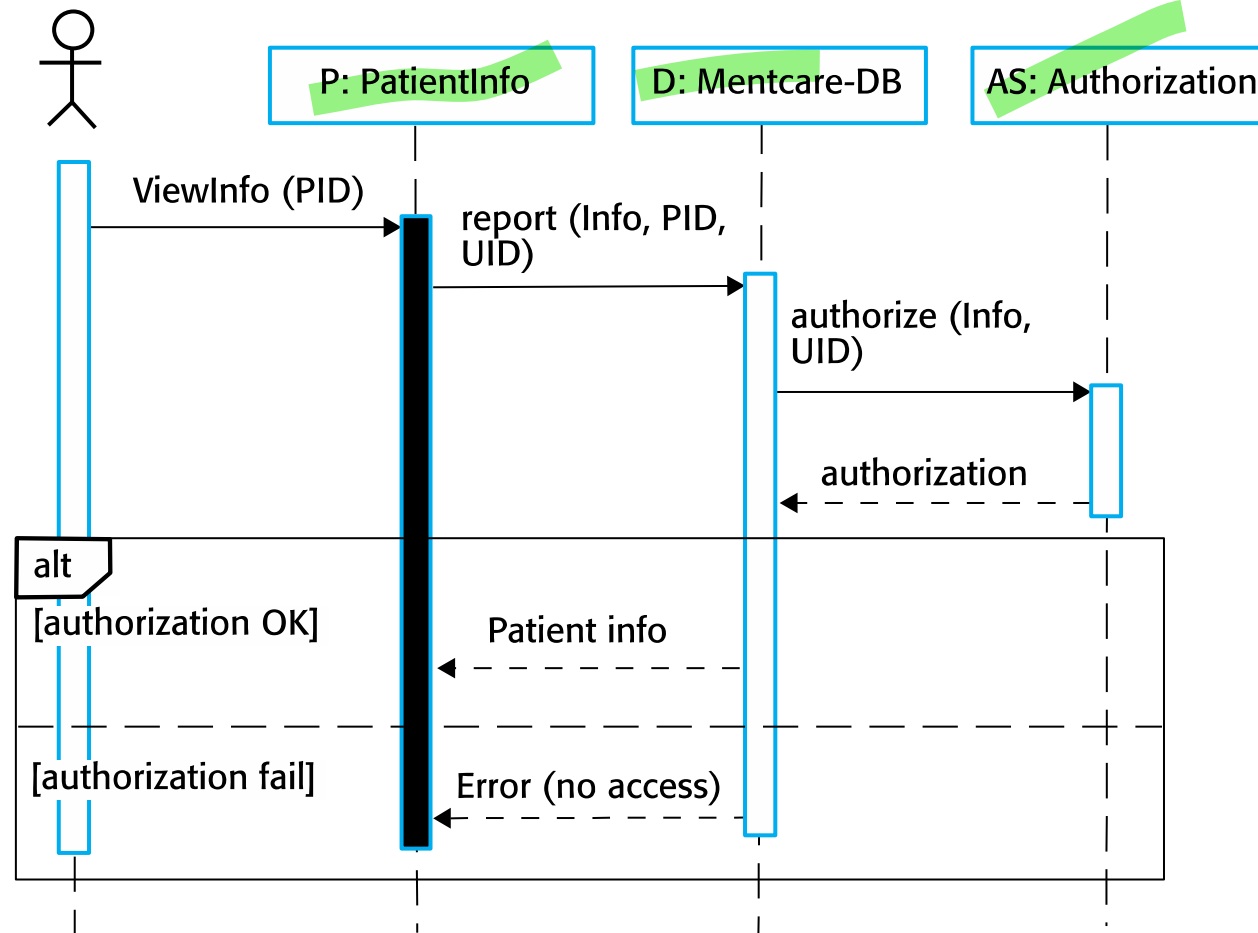 P: PatientInfo
D: Mentcare-DB
AS: Authorization
ViewInfo (PID)
report (Info, PID,
UID)
authorize (Info,
UID)
authorization
alt
[authorization OK]
Patient info
[authorization fail]
Error (no access)